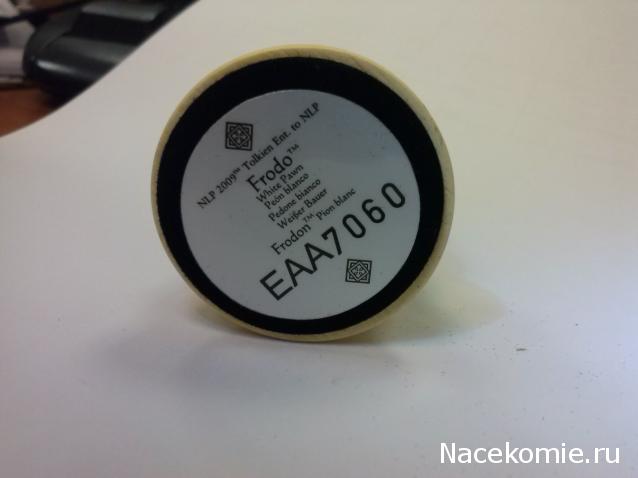 NLP 2009™ Tolkien Ent. to NLP
Frodo™
White Pawn
Peón blanco
Pedone bianco
Weißer Bauer
Frodon™ Pion blanc
EAA7060
Nacekomie.ru